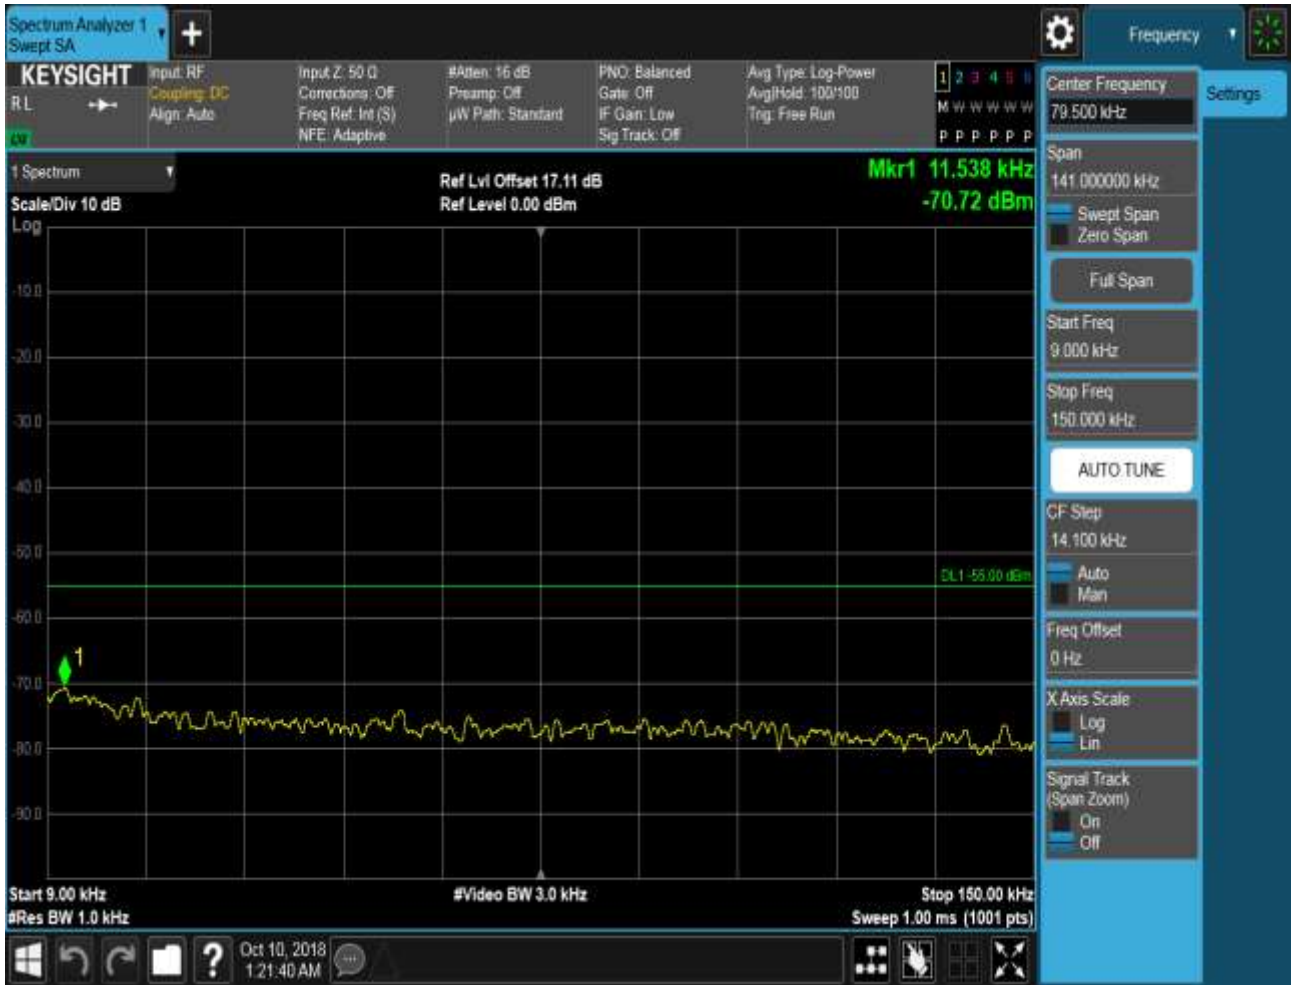 Spectrum Analyzer 1
Swept SA
Frequency
KEYSIGHT
R L
Input: RF
Coupling: DC
Align: Auto
Input Z: 50 Ω
Corrections: Off
Freq Ref: Int (S)
NFE: Adaptive
#Atten: 16 dB
Preamp: Off
µW Path: Standard
PNO: Balanced
Gate: Off
IF Gain: Low
Sig Track: Off
Avg Type: Log-Power
Avg|Hold: 100/100
Trig: Free Run
1 2 3 4 5 6
M W W W W W
P P P P P P
1 Spectrum
Scale/Div 10 dB
Log
Ref Lvl Offset 17.11 dB
Ref Level 0.00 dBm
Mkr1 11.538 kHz
-70.72 dBm
-10.0
-20.0
-30.0
-40.0
-50.0
-60.0
-70.0
-80.0
-90.0
DL1 -55.00 dBm
1
Start 9.00 kHz
#Res BW 1.0 kHz
#Video BW 3.0 kHz
Stop 150.00 kHz
Sweep 1.00 ms (1001 pts)
Center Frequency
79.500 kHz
Settings
Span
141.000000 kHz
Swept Span
Zero Span
Full Span
Start Freq
9.000 kHz
Stop Freq
150.000 kHz
AUTO TUNE
CF Step
14.100 kHz
Auto
Man
Freq Offset
0 Hz
X Axis Scale
Log
Lin
Signal Track
(Span Zoom)
On
Off
?
Oct 10, 2018
1:21:40 AM